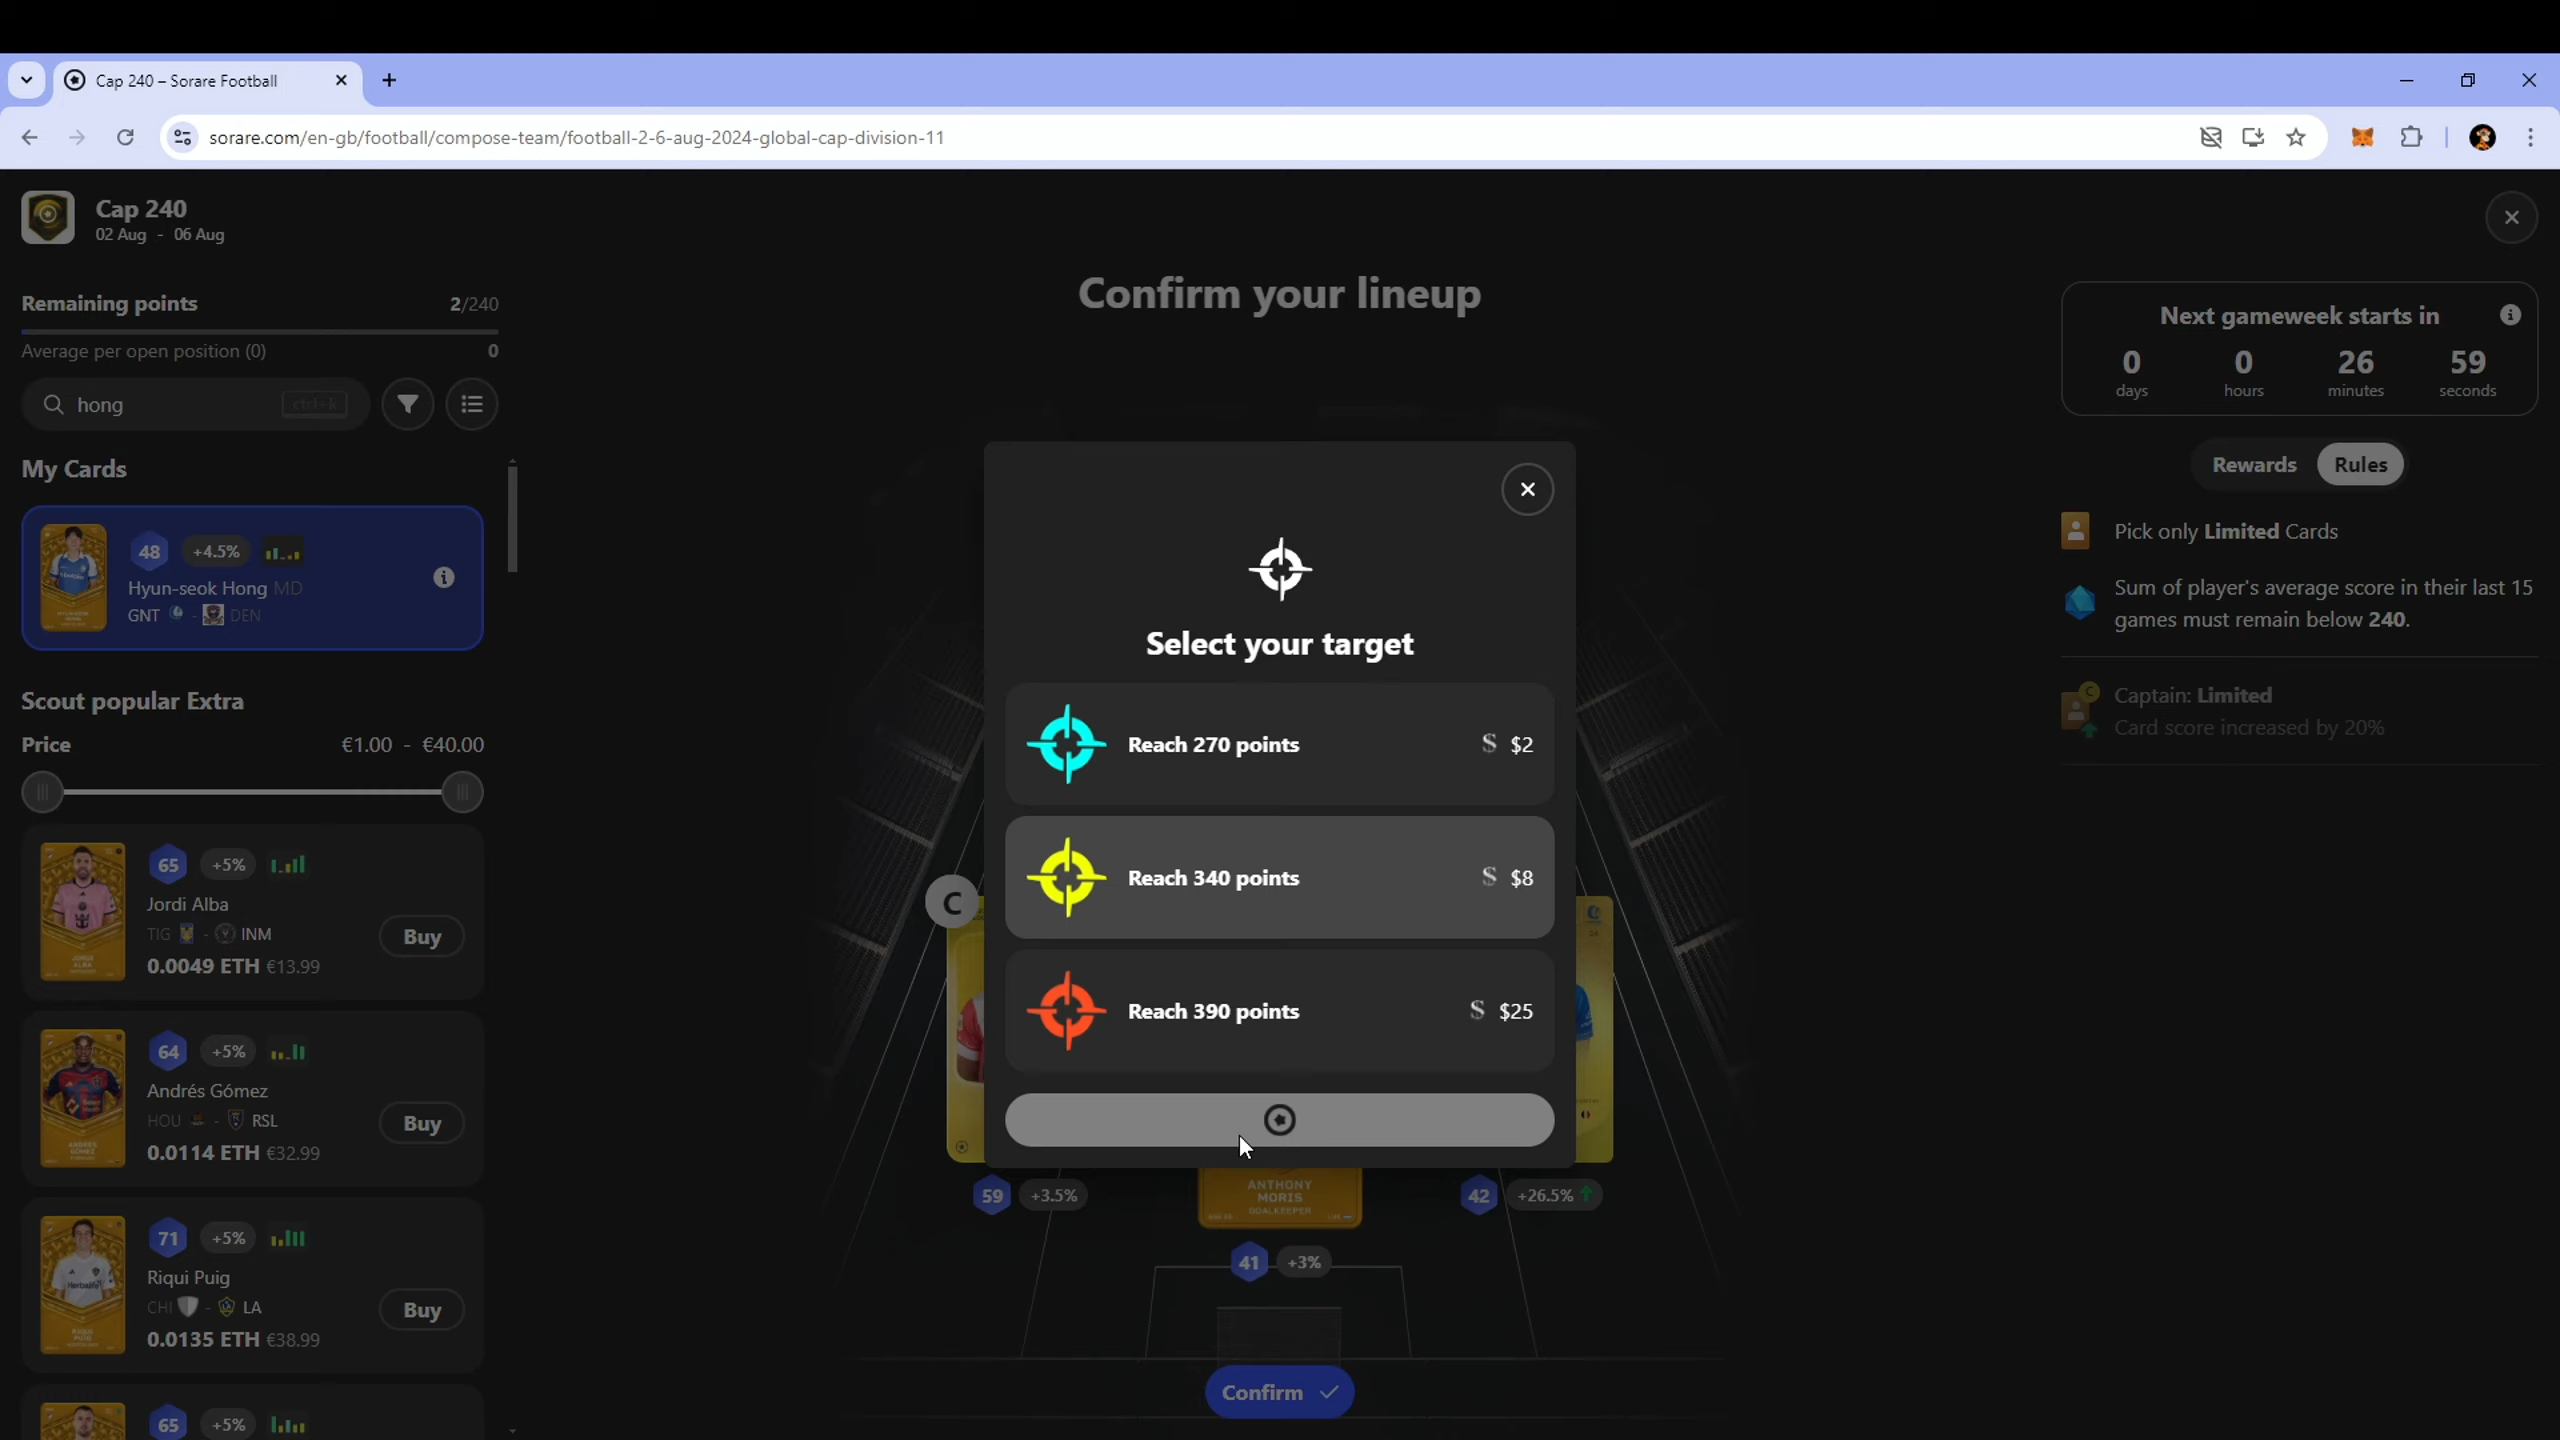 Cap 240 – Sorare Football
sorare.com/en-gb/football/compose-team/football-2-6-aug-2024-global-cap-division-11
Cap 240
02 Aug - 06 Aug
Remaining points 2/240
Average per open position (0) 0
hong ctrl+k
My Cards
48 +4.5%
Hyun-seok Hong MD
GNT - DEN
Scout popular Extra
Price €1.00 - €40.00
65 +5%
Jordi Alba
TIG - INM
0.0049 ETH €13.99
Buy
64 +5%
Andrés Gómez
HOU - RSL
0.0114 ETH €32.99
Buy
71 +5%
Riqui Puig
CHI - LA
0.0135 ETH €38.99
Buy
65 +5%
Confirm your lineup
Select your target
Reach 270 points $2
Reach 340 points $8
Reach 390 points $25
C
59 +3.5%
ANTHONY
MORIS
GOALKEEPER
42 +26.5%
41 +3%
Confirm
Next gameweek starts in
0 0 26 59
days hours minutes seconds
Rewards Rules
Pick only Limited Cards
Sum of player's average score in their last 15
games must remain below 240.
Captain: Limited
Card score increased by 20%